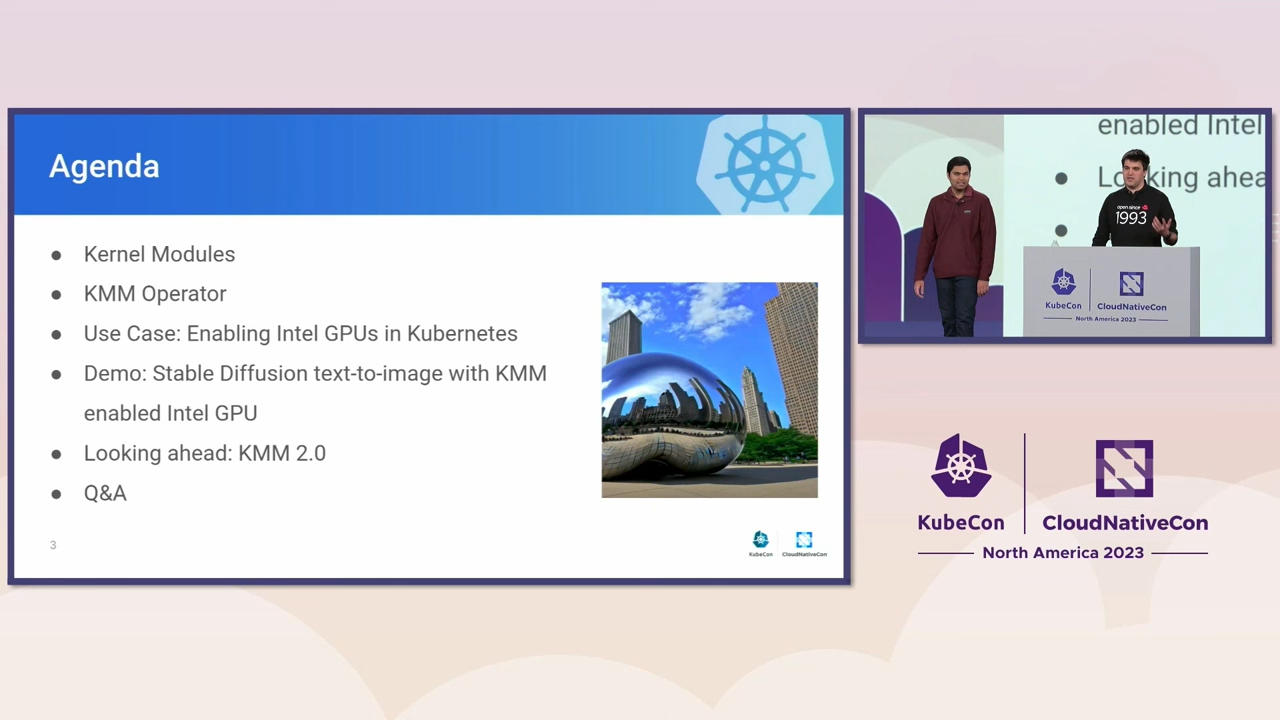 Agenda
● Kernel Modules
● KMM Operator
● Use Case: Enabling Intel GPUs in Kubernetes
● Demo: Stable Diffusion text-to-image with KMM
enabled Intel GPU
● Looking ahead: KMM 2.0
● Q&A
3
KubeCon
CloudNativeCon
enabled Intel
● Looking ahea
open since
1993
KubeCon
CloudNativeCon
North America 2023
KubeCon
CloudNativeCon
North America 2023